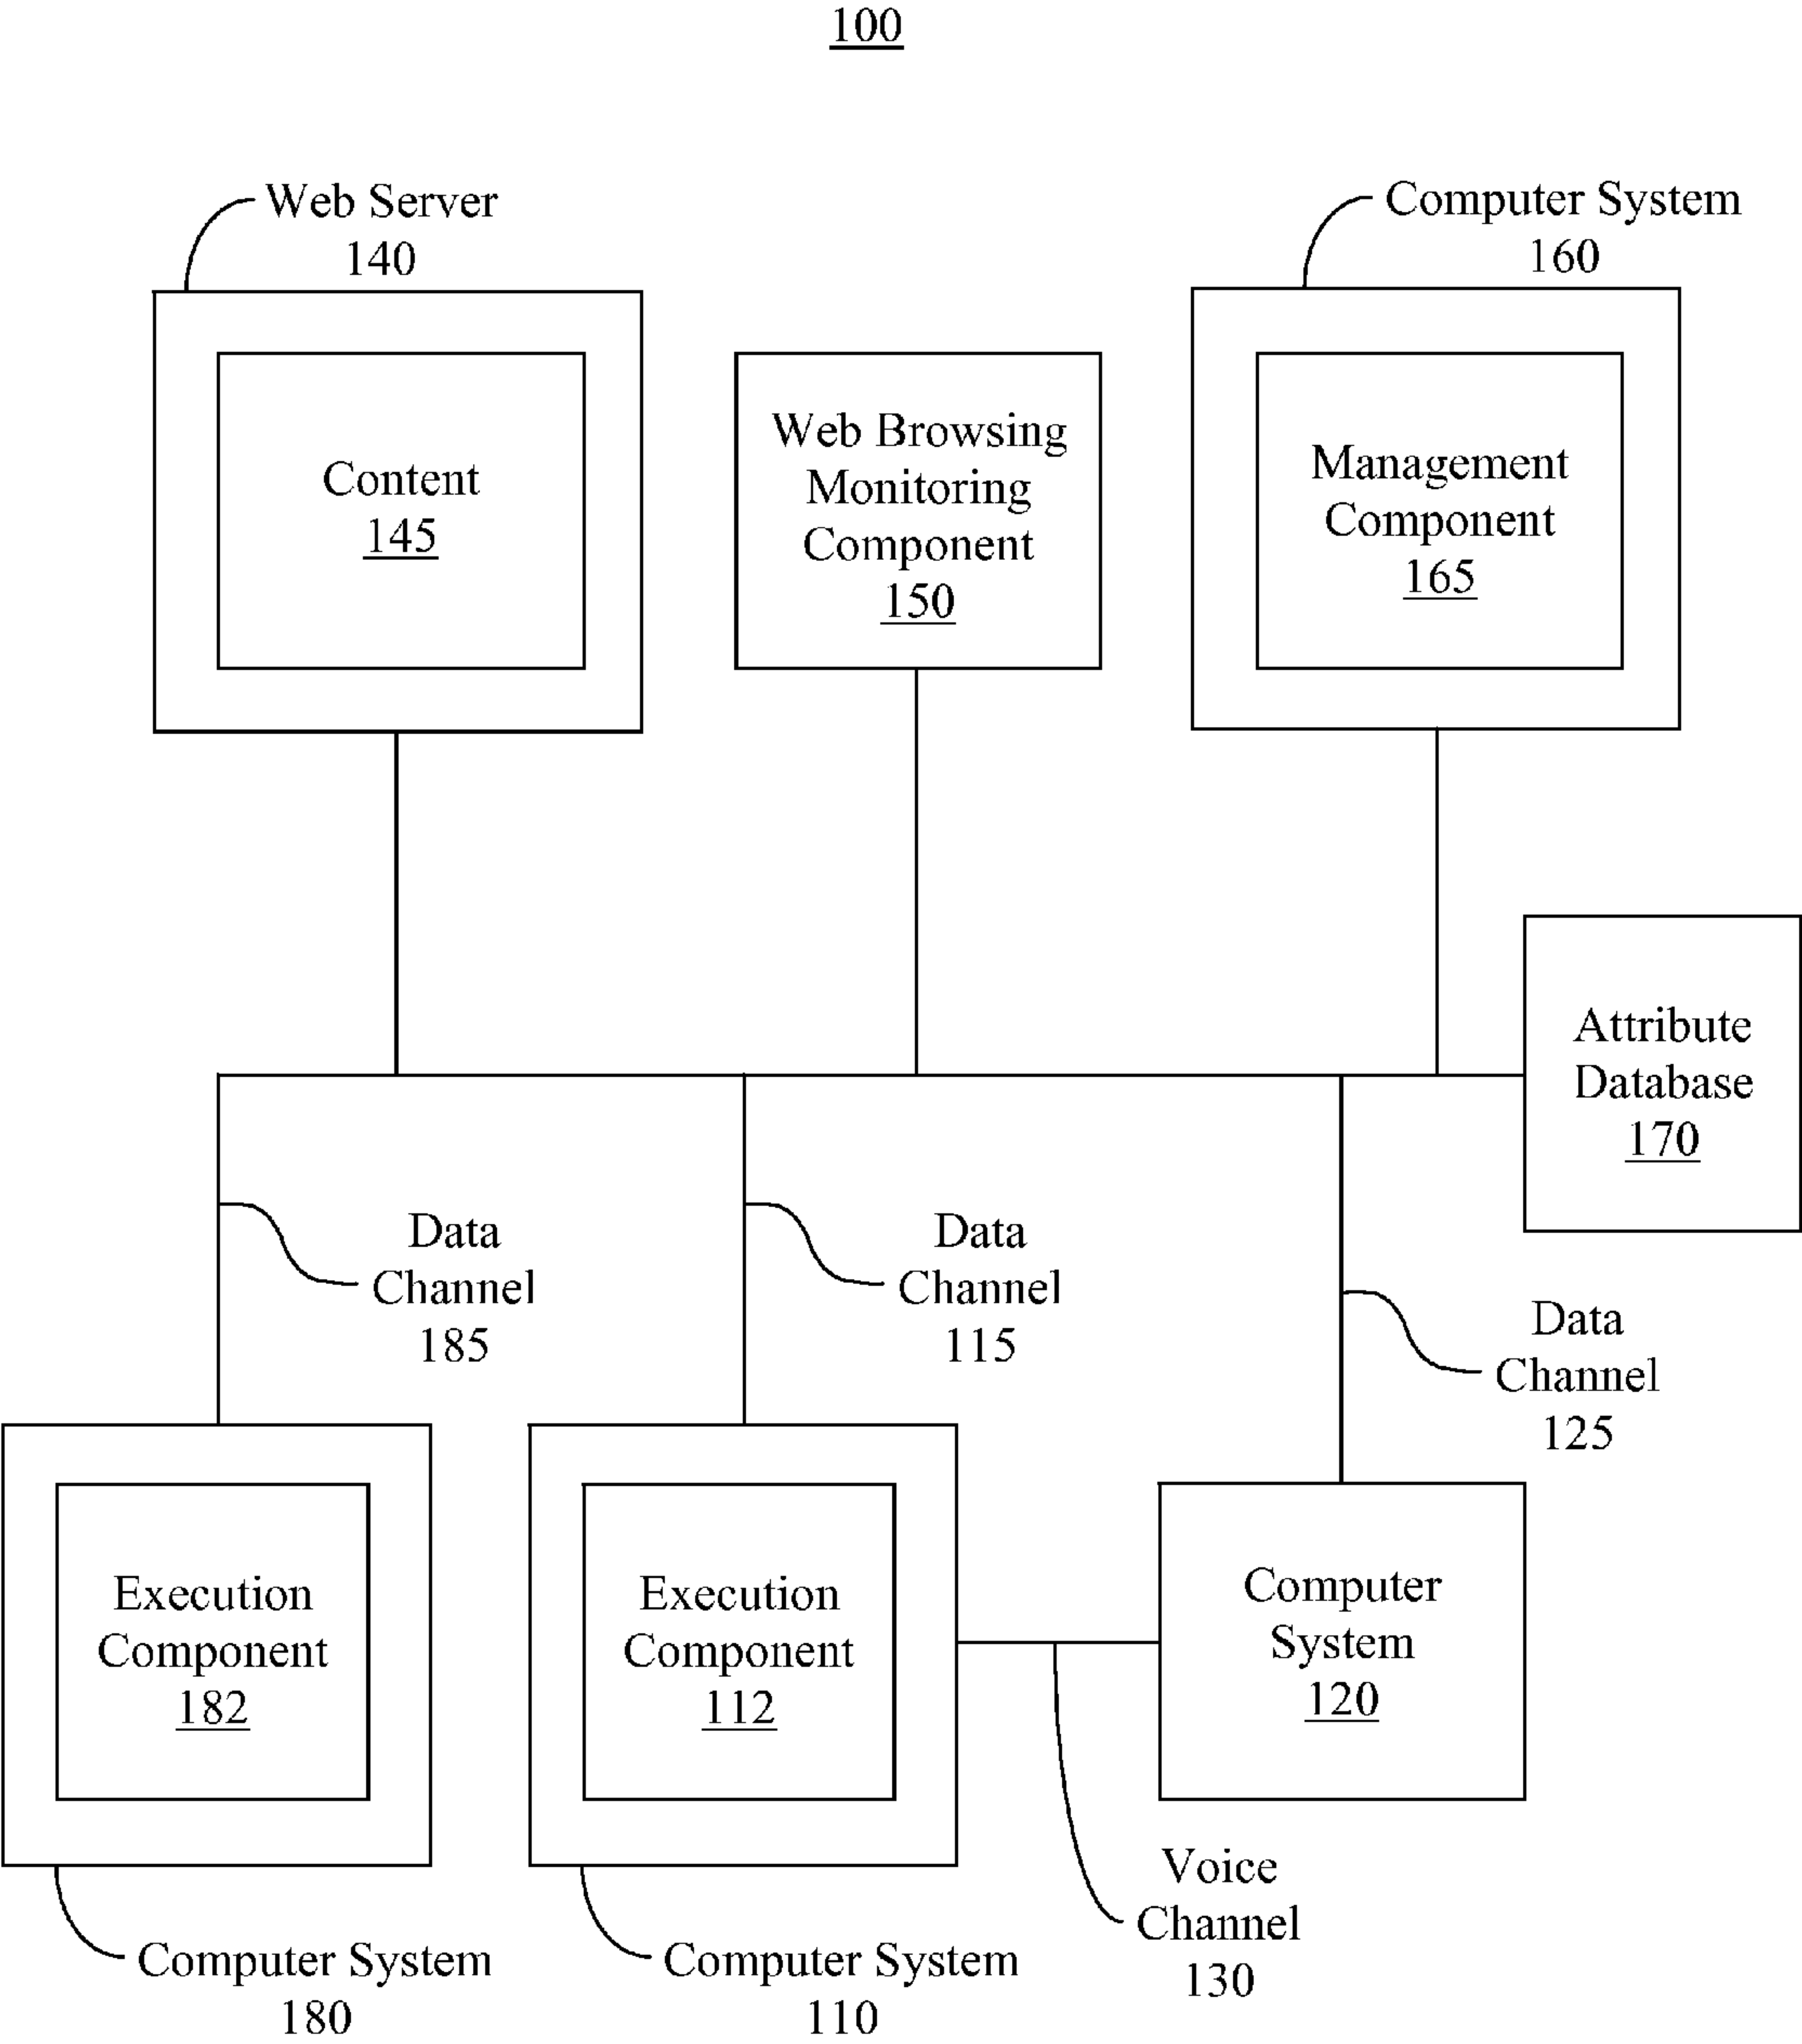 100
Web Server
140
Computer System
160
Content
145
Web Browsing
Monitoring
Component
150
Management
Component
165
Attribute
Database
170
Data
Channel
185
Data
Channel
115
Data
Channel
125
Execution
Component
182
Execution
Component
112
Computer
System
120
Voice
Channel
130
Computer System
180
Computer System
110